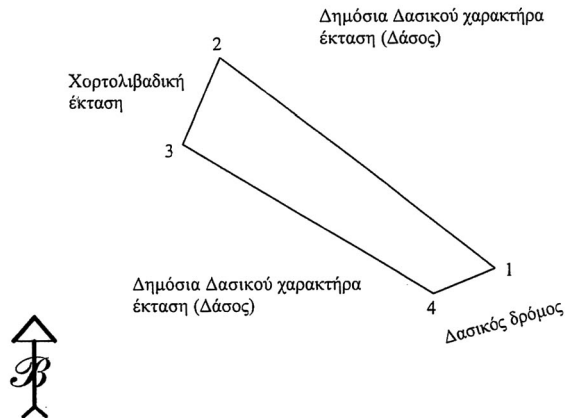 Δημόσια Δασικού χαρακτήρα
έκταση (Δάσος)
2
Χορτολιβαδική
έκταση
3
1
Δημόσια Δασικού χαρακτήρα
έκταση (Δάσος)
4
Δασικός δρόμος
Β